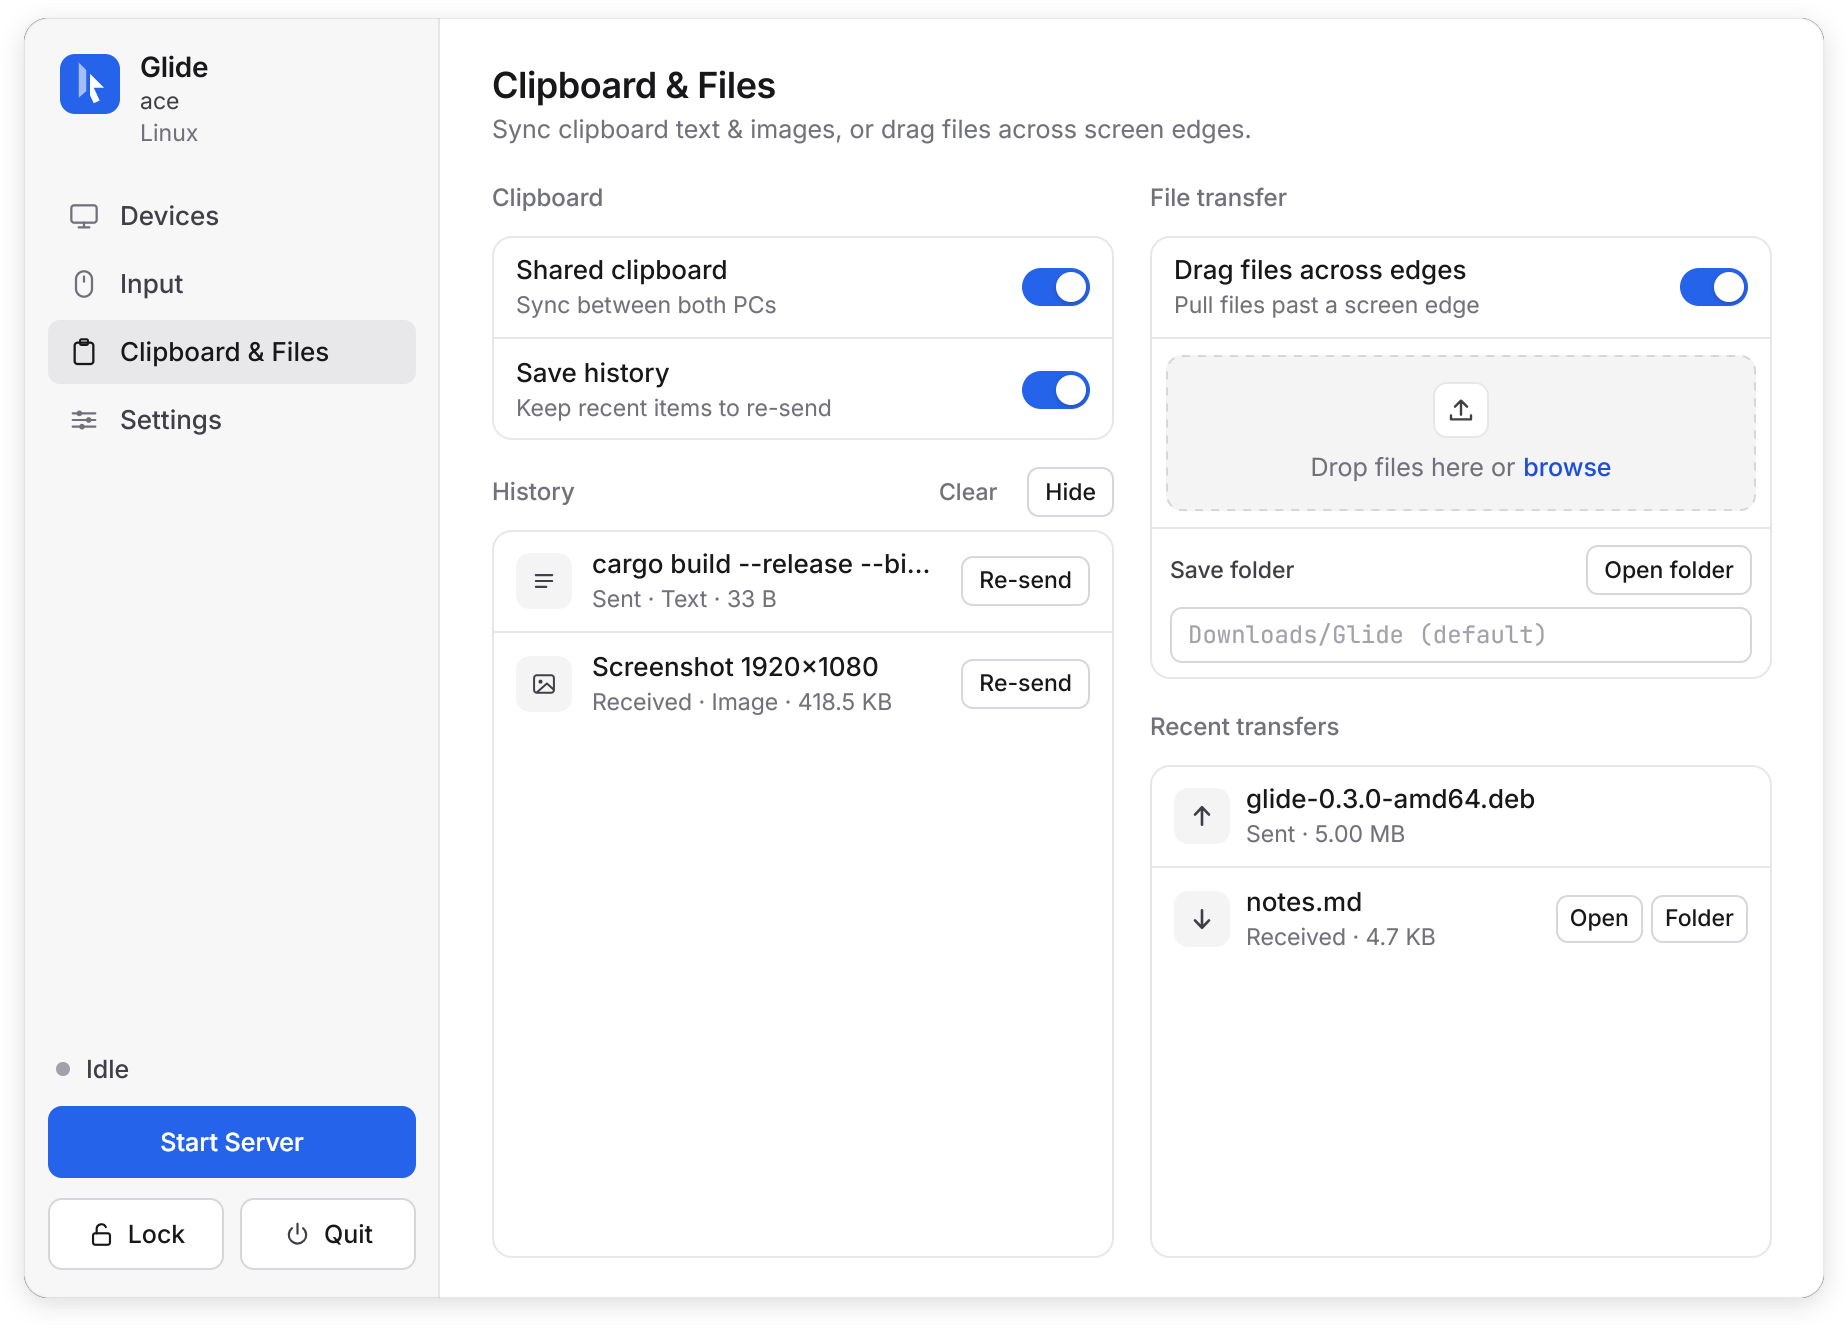 Glide
ace
Linux
Devices
Input
Clipboard & Files
Settings
Idle
Start Server
Lock
Quit
Clipboard & Files
Sync clipboard text & images, or drag files across screen edges.
Clipboard
Shared clipboard
Sync between both PCs
Save history
Keep recent items to re-send
History
Clear
Hide
cargo build --release --bi...
Sent · Text · 33 B
Re-send
Screenshot 1920×1080
Received · Image · 418.5 KB
Re-send
File transfer
Drag files across edges
Pull files past a screen edge
Drop files here or browse
Save folder
Open folder
Downloads/Glide (default)
Recent transfers
glide-0.3.0-amd64.deb
Sent · 5.00 MB
notes.md
Received · 4.7 KB
Open
Folder